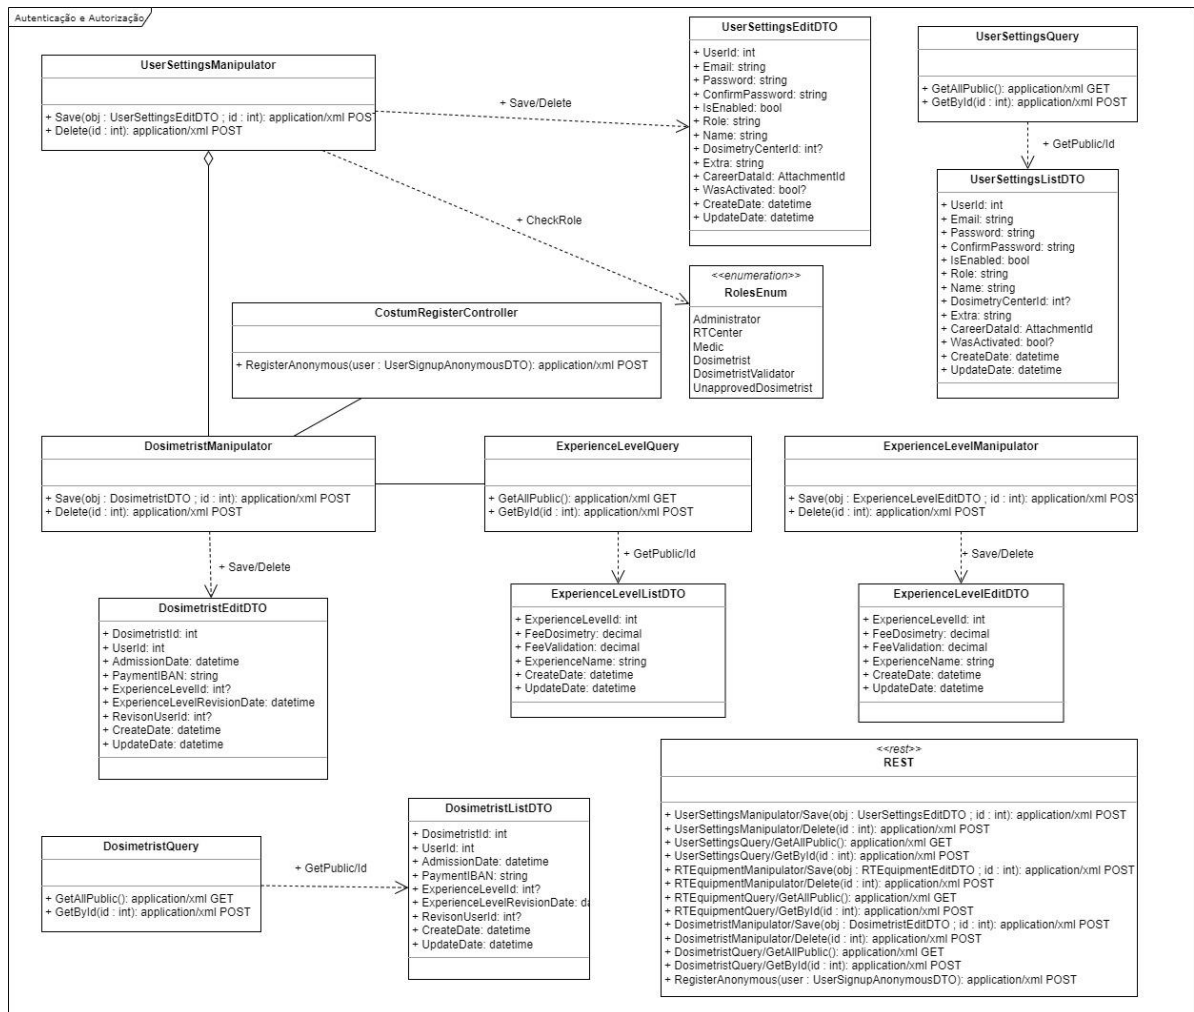 Autenticação e Autorização
UserSettingsManipulator
+ Save(obj : UserSettingsEditDTO ; id : int): application/xml POST
+ Delete(id : int): application/xml POST
+ Save/Delete
+ CheckRole
UserSettingsEditDTO
+ UserId: int
+ Email: string
+ Password: string
+ ConfirmPassword: string
+ IsEnabled: bool
+ Role: string
+ Name: string
+ DosimetryCenterId: int?
+ Extra: string
+ CareerDataId: AttachmentId
+ WasActivated: bool?
+ CreateDate: datetime
+ UpdateDate: datetime
UserSettingsQuery
+ GetAllPublic(): application/xml GET
+ GetById(id : int): application/xml POST
+ GetPublic/Id
UserSettingsListDTO
+ UserId: int
+ Email: string
+ Password: string
+ ConfirmPassword: string
+ IsEnabled: bool
+ Role: string
+ Name: string
+ DosimetryCenterId: int?
+ Extra: string
+ CareerDataId: AttachmentId
+ WasActivated: bool?
+ CreateDate: datetime
+ UpdateDate: datetime
<<enumeration>>
RolesEnum
Administrator
RTCenter
Medic
Dosimetrist
DosimetristValidator
UnapprovedDosimetrist
CostumRegisterController
+ RegisterAnonymous(user : UserSignupAnonymousDTO): application/xml POST
DosimetristManipulator
+ Save(obj : DosimetristDTO ; id : int): application/xml POST
+ Delete(id : int): application/xml POST
+ Save/Delete
ExperienceLevelQuery
+ GetAllPublic(): application/xml GET
+ GetById(id : int): application/xml POST
+ GetPublic/Id
ExperienceLevelManipulator
+ Save(obj : ExperienceLevelEditDTO ; id : int): application/xml POST
+ Delete(id : int): application/xml POST
+ Save/Delete
DosimetristEditDTO
+ DosimetristId: int
+ UserId: int
+ AdmissionDate: datetime
+ PaymentIBAN: string
+ ExperienceLevelId: int?
+ ExperienceLevelRevisionDate: datetime
+ RevisonUserId: int?
+ CreateDate: datetime
+ UpdateDate: datetime
ExperienceLevelListDTO
+ ExperienceLevelId: int
+ FeeDosimetry: decimal
+ FeeValidation: decimal
+ ExperienceName: string
+ CreateDate: datetime
+ UpdateDate: datetime
ExperienceLevelEditDTO
+ ExperienceLevelId: int
+ FeeDosimetry: decimal
+ FeeValidation: decimal
+ ExperienceName: string
+ CreateDate: datetime
+ UpdateDate: datetime
DosimetristQuery
+ GetAllPublic(): application/xml GET
+ GetById(id : int): application/xml POST
+ GetPublic/Id
DosimetristListDTO
+ DosimetristId: int
+ UserId: int
+ AdmissionDate: datetime
+ PaymentIBAN: string
+ ExperienceLevelId: int?
+ ExperienceLevelRevisionDate: da
+ RevisonUserId: int?
+ CreateDate: datetime
+ UpdateDate: datetime
<<rest>>
REST
+ UserSettingsManipulator/Save(obj : UserSettingsEditDTO ; id : int): application/xml POST
+ UserSettingsManipulator/Delete(id : int): application/xml POST
+ UserSettingsQuery/GetAllPublic(): application/xml GET
+ UserSettingsQuery/GetById(id : int): application/xml POST
+ RTEquipmentManipulator/Save(obj : RTEquipmentEditDTO ; id : int): application/xml POST
+ RTEquipmentManipulator/Delete(id : int): application/xml POST
+ RTEquipmentQuery/GetAllPublic(): application/xml GET
+ RTEquipmentQuery/GetById(id : int): application/xml POST
+ DosimetristManipulator/Save(obj : DosimetristEditDTO ; id : int): application/xml POST
+ DosimetristManipulator/Delete(id : int): application/xml POST
+ DosimetristQuery/GetAllPublic(): application/xml GET
+ DosimetristQuery/GetById(id : int): application/xml POST
+ RegisterAnonymous(user : UserSignupAnonymousDTO): application/xml POST